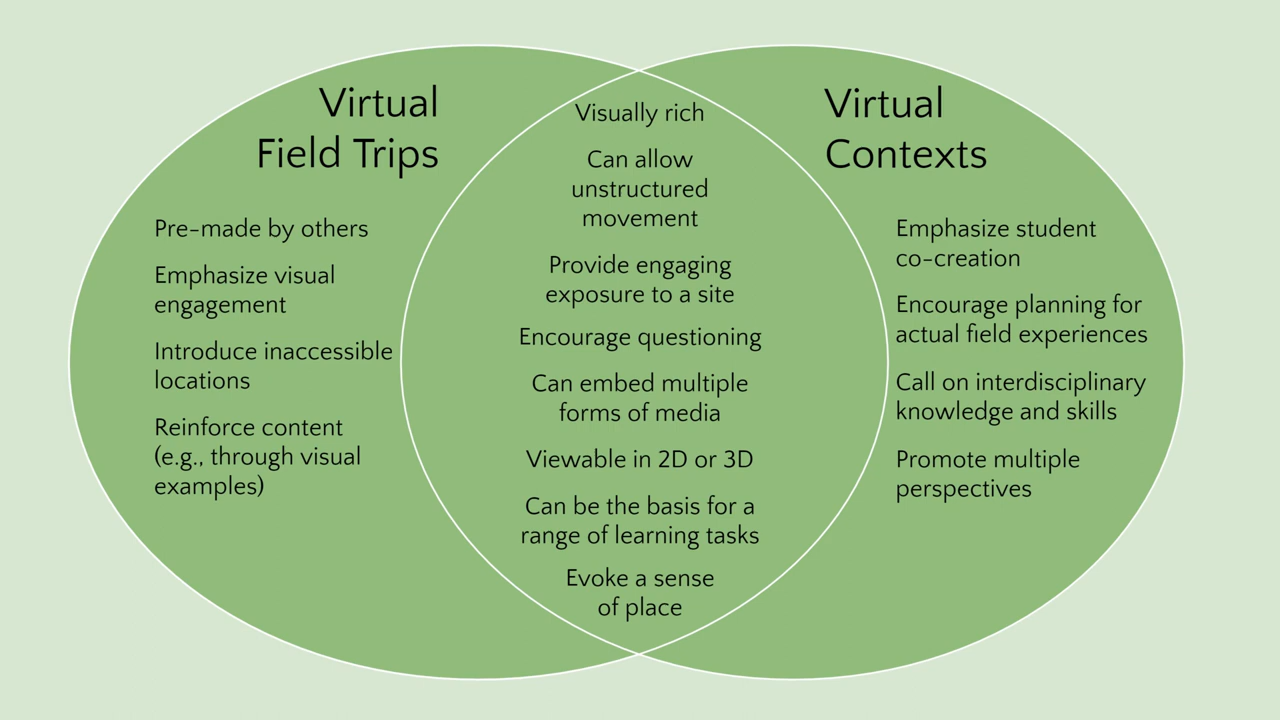 Virtual
Field Trips
Pre-made by others
Emphasize visual
engagement
Introduce inaccessible
locations
Reinforce content
(e.g., through visual
examples)
Visually rich
Can allow
unstructured
movement
Provide engaging
exposure to a site
Encourage questioning
Can embed multiple
forms of media
Viewable in 2D or 3D
Can be the basis for a
range of learning tasks
Evoke a sense
of place
Virtual
Contexts
Emphasize student
co-creation
Encourage planning for
actual field experiences
Call on interdisciplinary
knowledge and skills
Promote multiple
perspectives